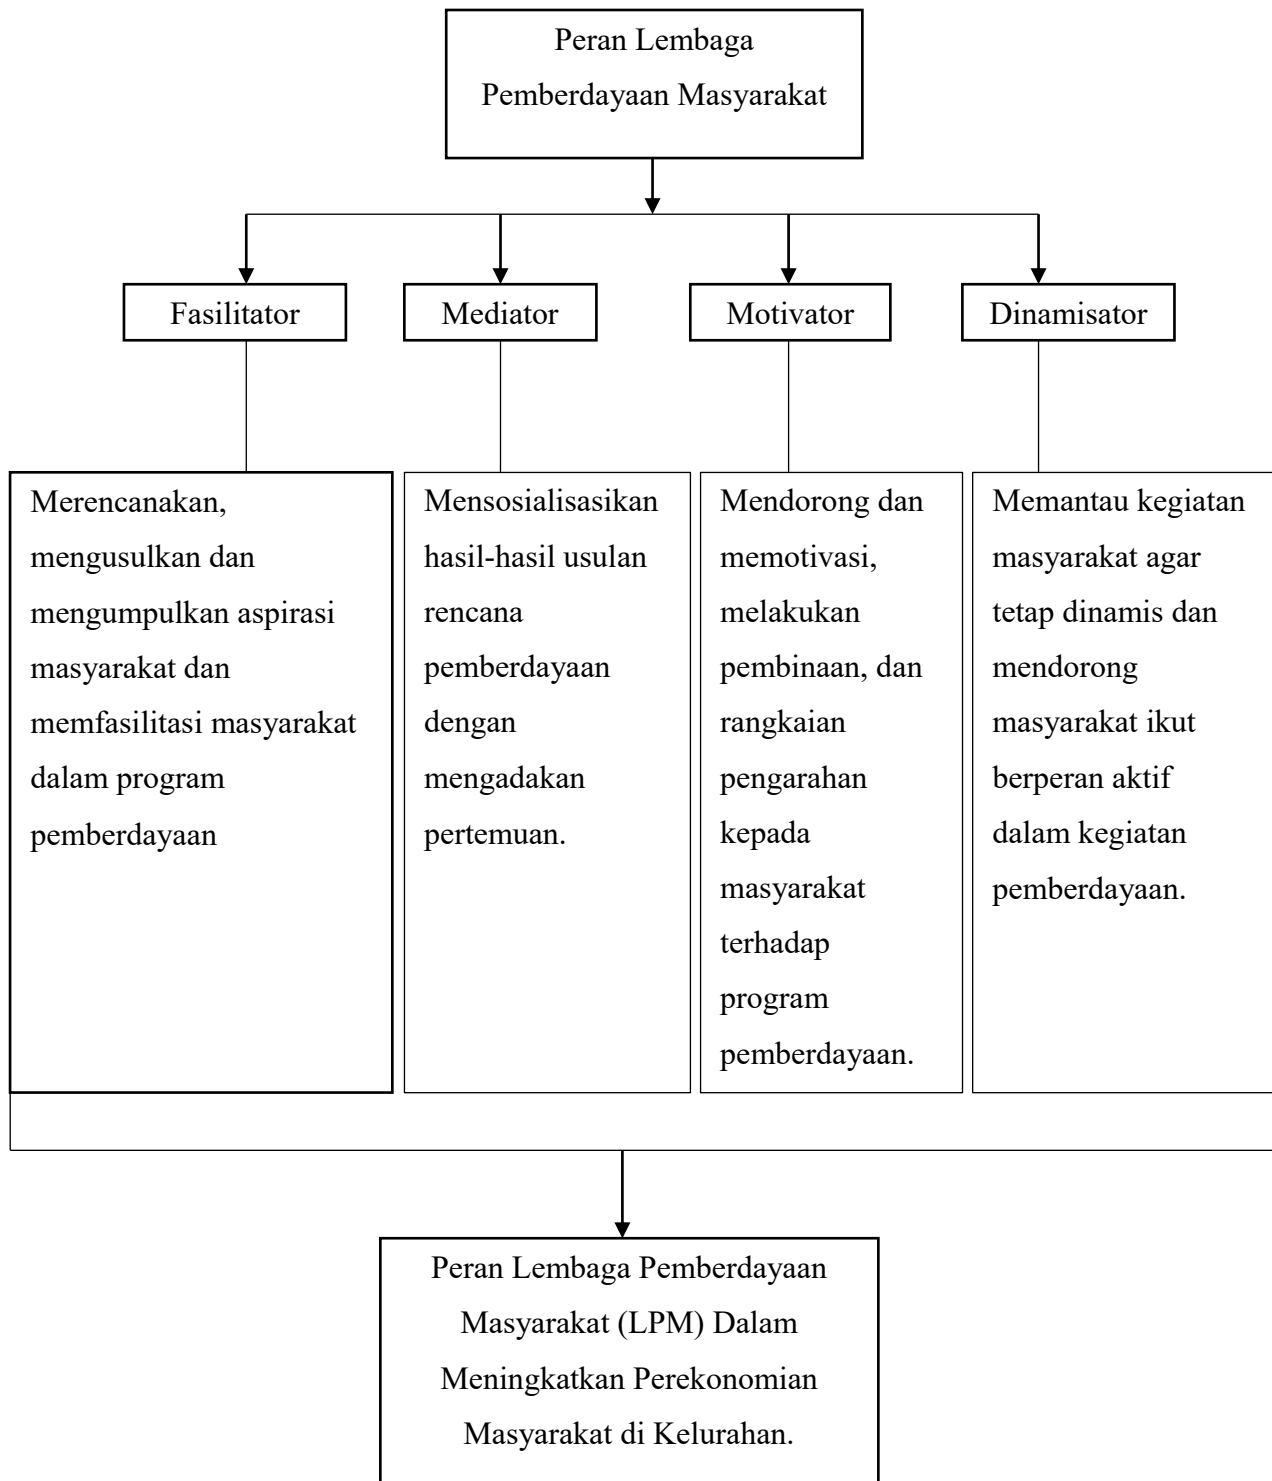 Peran Lembaga
Pemberdayaan Masyarakat
Fasilitator
Mediator
Motivator
Dinamisator
Merencanakan,
mengusulkan dan
mengumpulkan aspirasi
masyarakat dan
memfasilitasi masyarakat
dalam program
pemberdayaan
Mensosialisasikan
hasil-hasil usulan
rencana
pemberdayaan
dengan
mengadakan
pertemuan.
Mendorong dan
memotivasi,
melakukan
pembinaan, dan
rangkaian
pengarahan
kepada
masyarakat
terhadap
program
pemberdayaan.
Memantau kegiatan
masyarakat agar
tetap dinamis dan
mendorong
masyarakat ikut
berperan aktif
dalam kegiatan
pemberdayaan.
Peran Lembaga Pemberdayaan
Masyarakat (LPM) Dalam
Meningkatkan Perekonomian
Masyarakat di Kelurahan.